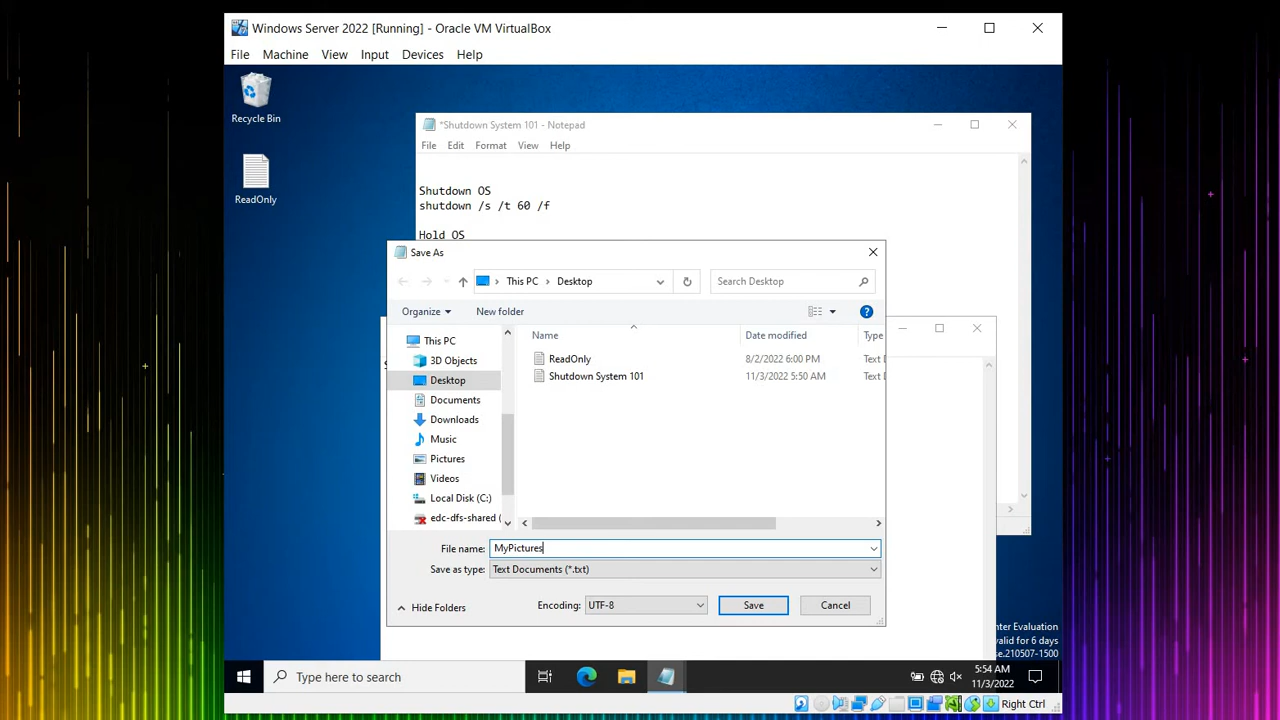 Windows Server 2022 [Running] - Oracle VM VirtualBox
File Machine View Input Devices Help
Recycle Bin
ReadOnly
*Shutdown System 101 - Notepad
File Edit Format View Help
Shutdown OS
shutdown /s /t 60 /f
Hold OS
Save As
This PC Desktop
Search Desktop
Organize New folder
This PC
3D Objects
Desktop
Documents
Downloads
Music
Pictures
Videos
Local Disk (C:)
edc-dfs-shared (
Name Date modified Type
ReadOnly 8/2/2022 6:00 PM Text D
Shutdown System 101 11/3/2022 5:50 AM Text D
File name: MyPictures
Save as type: Text Documents (*.txt)
Hide Folders Encoding: UTF-8 Save Cancel
nter Evaluation
valid for 6 days
se.210507-1500
Type here to search
5:54 AM
11/3/2022
Right Ctrl